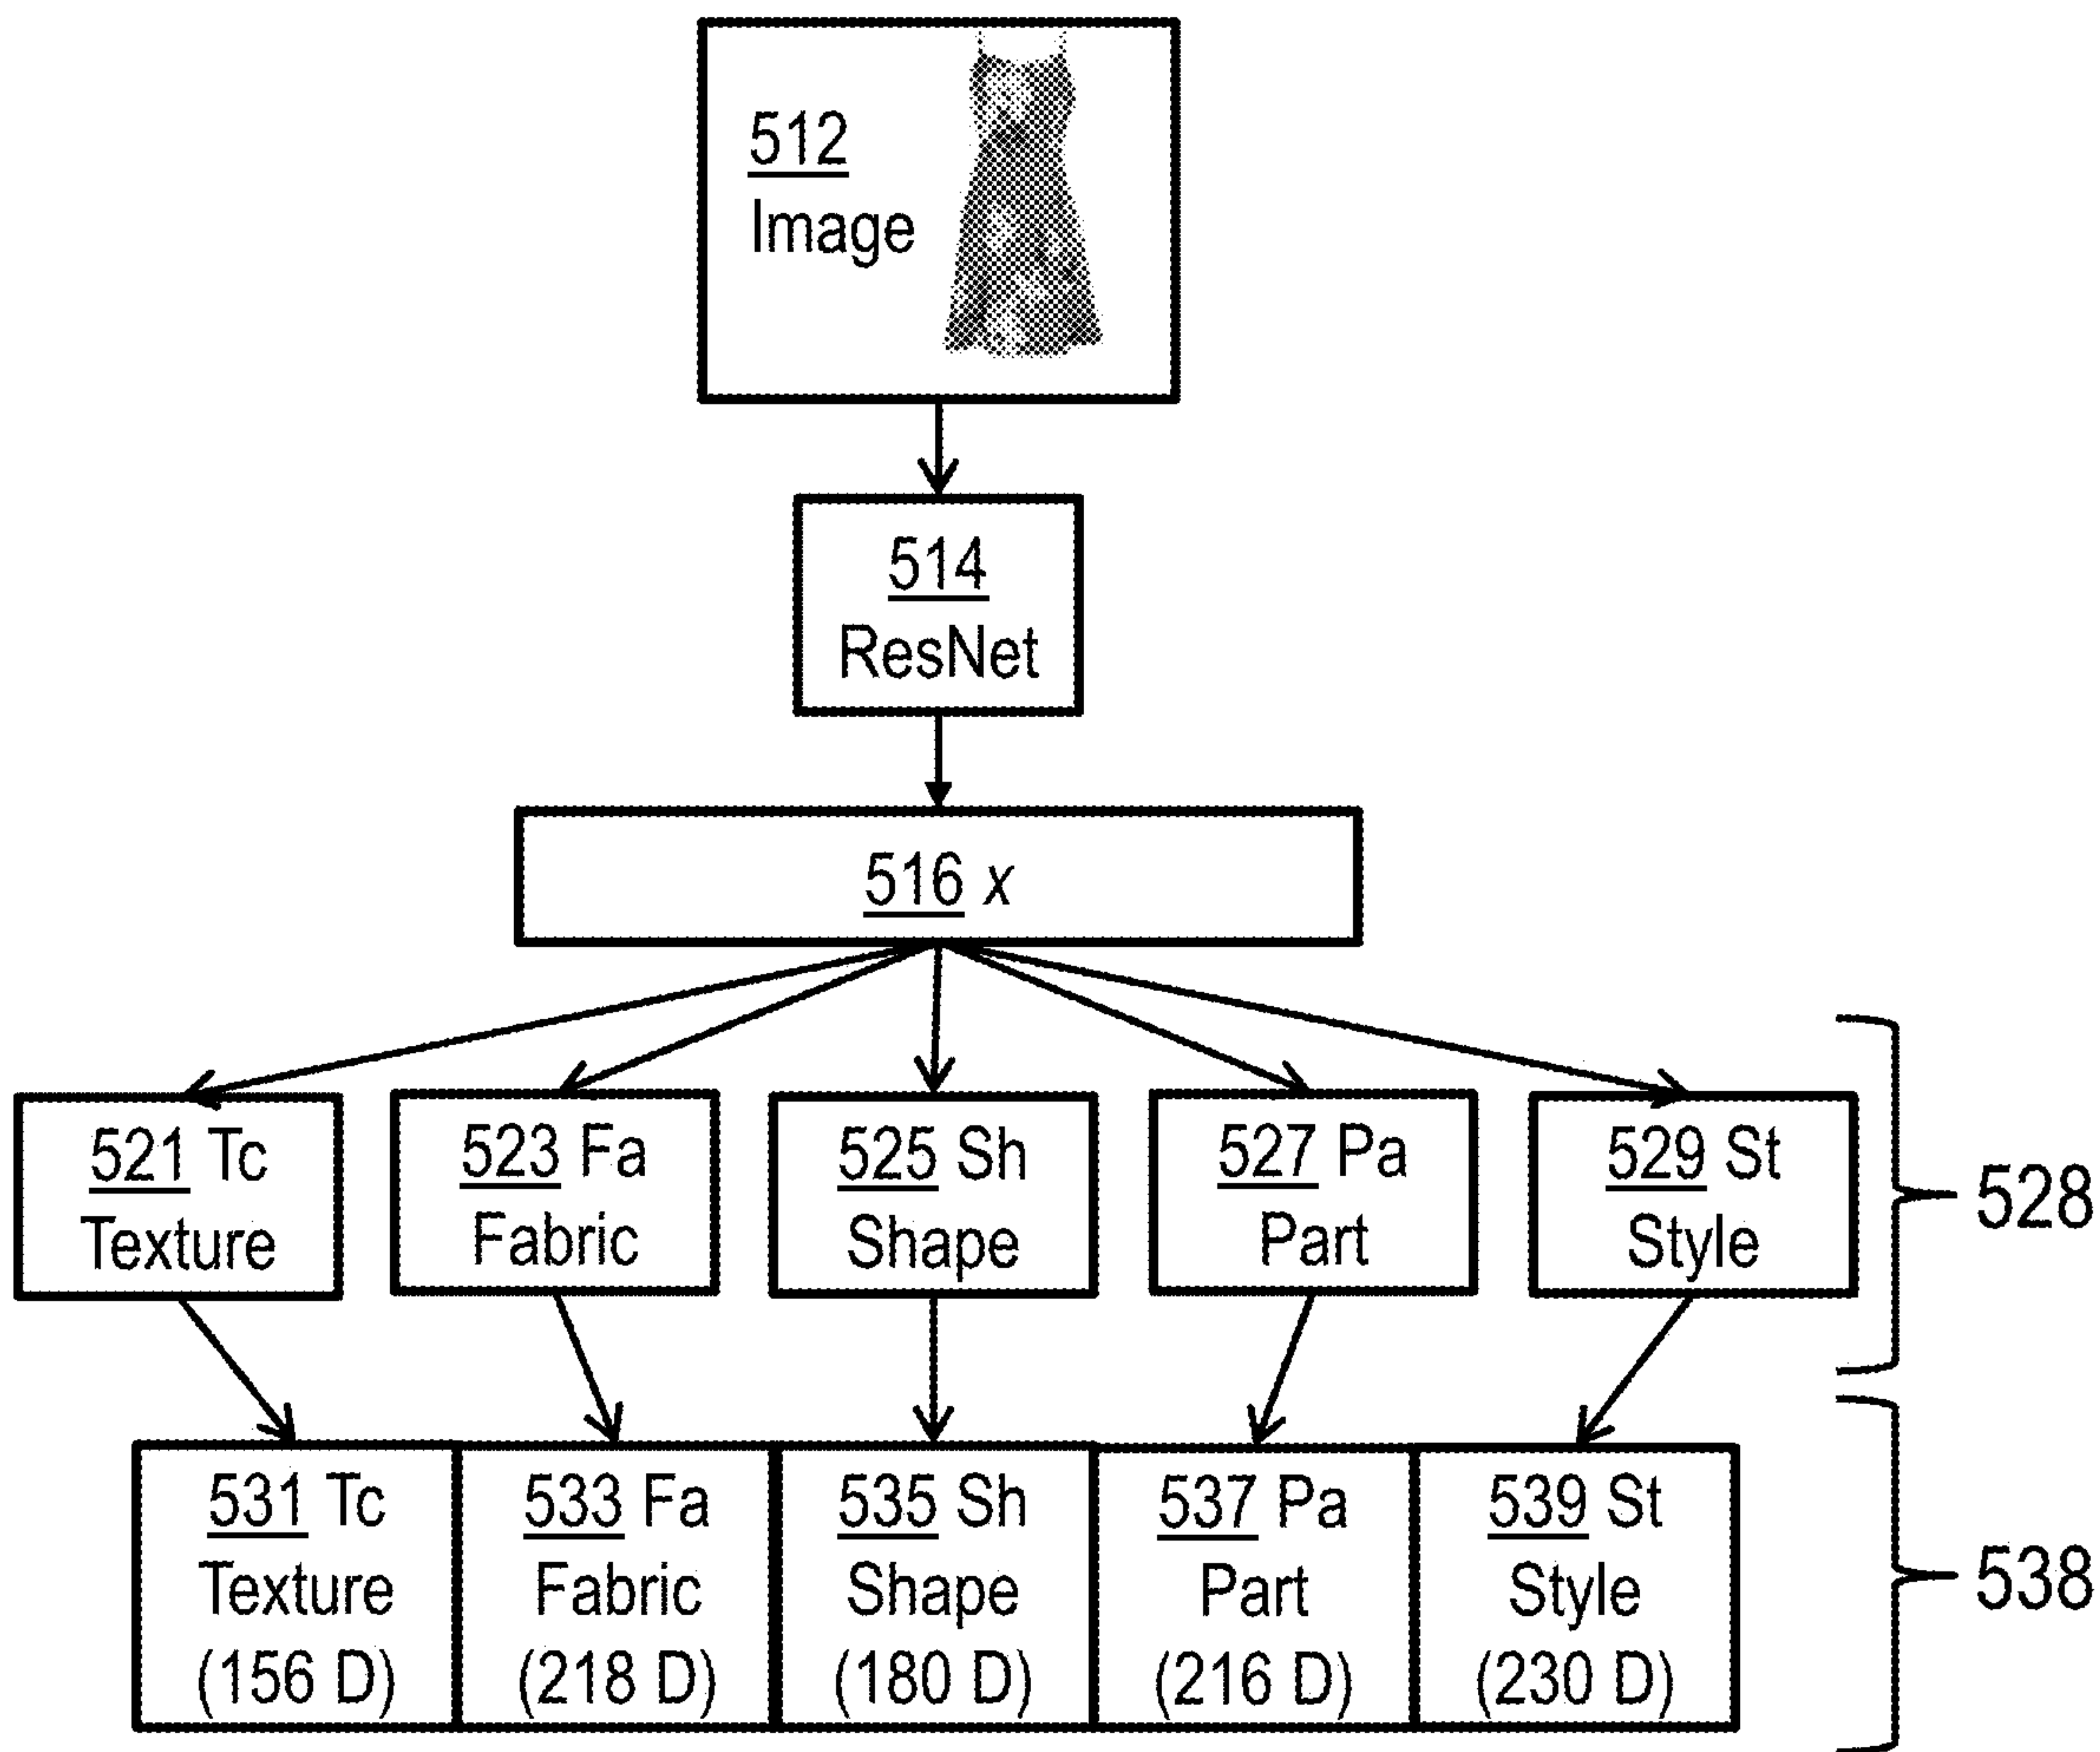 512
Image
514
ResNet
516 x
521 Tc
Texture
523 Fa
Fabric
525 Sh
Shape
527 Pa
Part
529 St
Style
528
531 Tc
Texture
(156 D)
533 Fa
Fabric
(218 D)
535 Sh
Shape
(180 D)
537 Pa
Part
(216 D)
539 St
Style
(230 D)
538